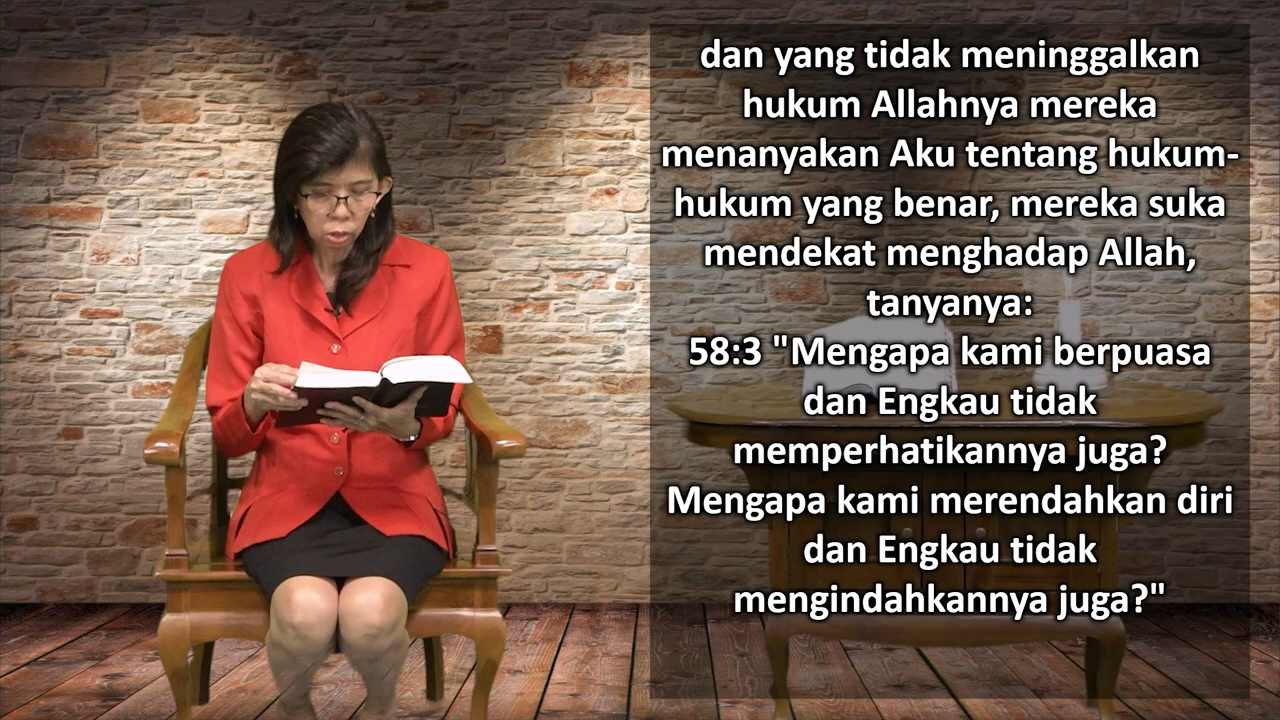 dan yang tidak meninggalkan
hukum Allahnya mereka
menanyakan Aku tentang hukum-
hukum yang benar, mereka suka
mendekat menghadap Allah,
tanyanya:
58:3 "Mengapa kami berpuasa
dan Engkau tidak
memperhatikannya juga?
Mengapa kami merendahkan diri
dan Engkau tidak
mengindahkannya juga?"